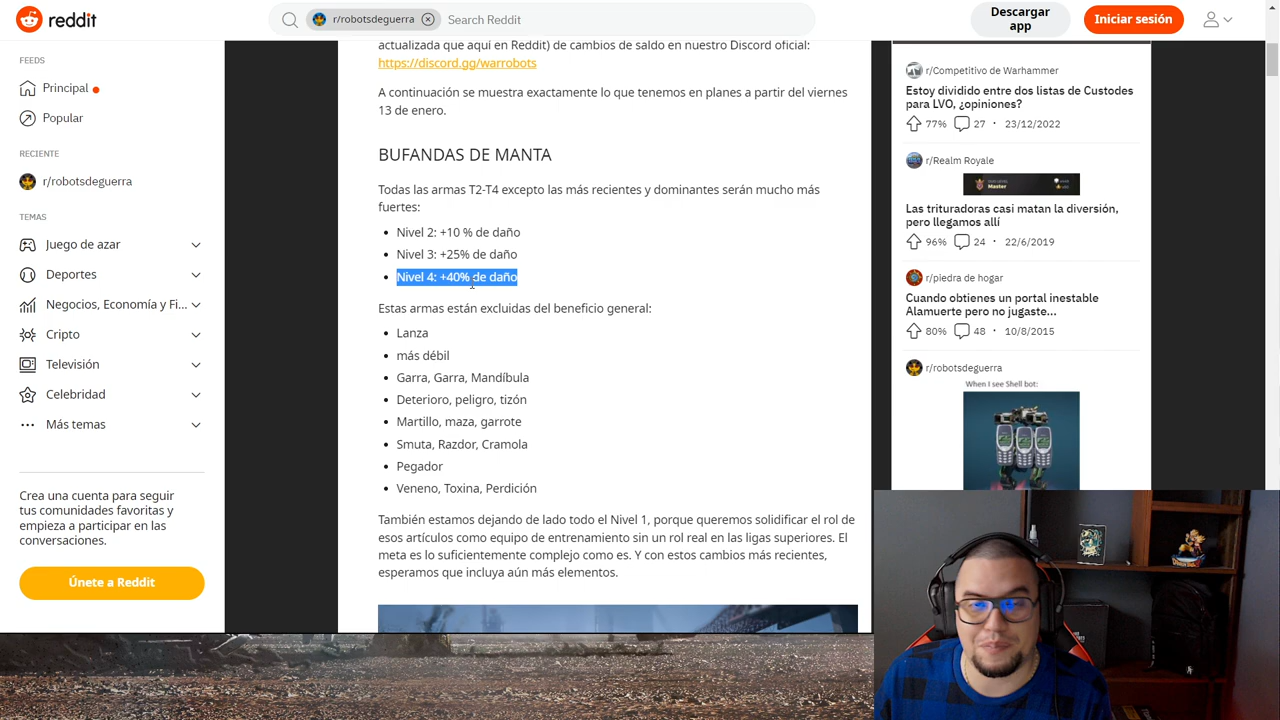 reddit
r/robotsdeguerra
Search Reddit
Descargar
app
Iniciar sesión
FEEDS
Principal
Popular
RECIENTE
r/robotsdeguerra
TEMAS
Juego de azar
Deportes
Negocios, Economía y Fi...
Cripto
Televisión
Celebridad
Más temas
Crea una cuenta para seguir
tus comunidades favoritas y
empieza a participar en las
conversaciones.
Únete a Reddit
actualizada que aquí en Reddit) de cambios de saldo en nuestro Discord oficial:
https://discord.gg/warrobots
A continuación se muestra exactamente lo que tenemos en planes a partir del viernes
13 de enero.
BUFANDAS DE MANTA
Todas las armas T2-T4 excepto las más recientes y dominantes serán mucho más
fuertes:
Nivel 2: +10 % de daño
Nivel 3: +25% de daño
Nivel 4: +40% de daño
Estas armas están excluidas del beneficio general:
Lanza
más débil
Garra, Garra, Mandíbula
Deterioro, peligro, tizón
Martillo, maza, garrote
Smuta, Razdor, Cramola
Pegador
Veneno, Toxina, Perdición
También estamos dejando de lado todo el Nivel 1, porque queremos solidificar el rol de
esos artículos como equipo de entrenamiento sin un rol real en las ligas superiores. El
meta es lo suficientemente complejo como es. Y con estos cambios más recientes,
esperamos que incluya aún más elementos.
r/Competitivo de Warhammer
Estoy dividido entre dos listas de Custodes
para LVO, ¿opiniones?
77% 27 · 23/12/2022
r/Realm Royale
Master
Las trituradoras casi matan la diversión,
pero llegamos allí
96% 24 · 22/6/2019
r/piedra de hogar
Cuando obtienes un portal inestable
Alamuerte pero no jugaste...
80% 48 · 10/8/2015
r/robotsdeguerra
When I see Shell bot: